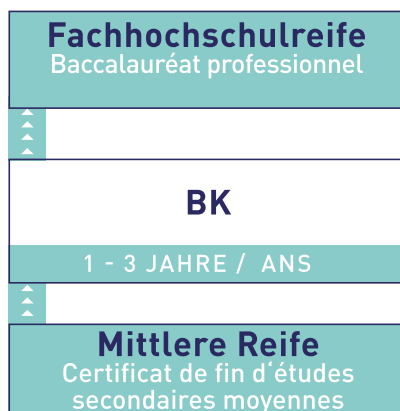 Fachhochschulreife
Baccalauréat professionnel
BK
1 - 3 JAHRE / ANS
Mittlere Reife
Certificat de fin d'études
secondaires moyennes